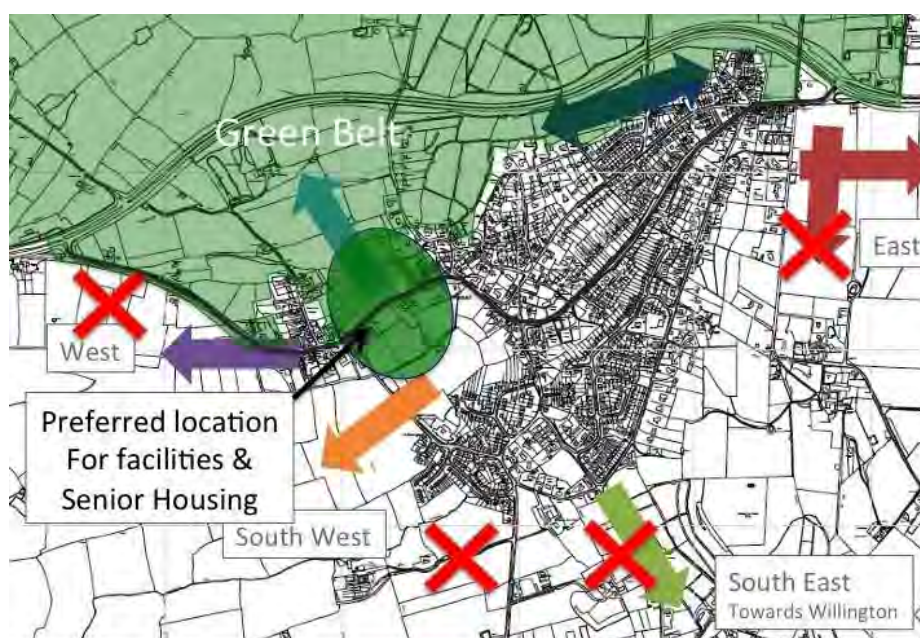 Green Belt
East
West
Preferred location
For facilities &
Senior Housing
South West
South East
Towards Willington